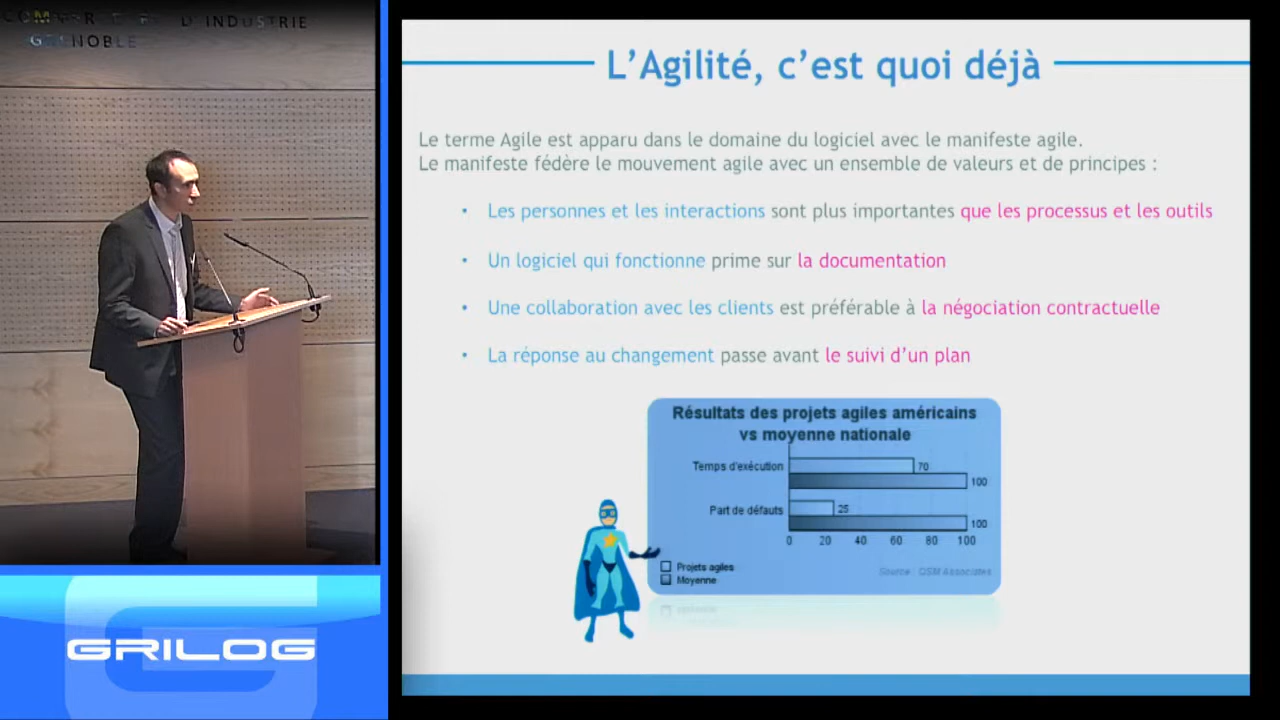 D'INDUSTRIE
GRENOBLE
GRILOG
L'Agilité, c'est quoi déjà
Le terme Agile est apparu dans le domaine du logiciel avec le manifeste agile.
Le manifeste fédère le mouvement agile avec un ensemble de valeurs et de principes :
• Les personnes et les interactions sont plus importantes que les processus et les outils
• Un logiciel qui fonctionne prime sur la documentation
• Une collaboration avec les clients est préférable à la négociation contractuelle
• La réponse au changement passe avant le suivi d'un plan
Résultats des projets agiles américains
vs moyenne nationale
Temps d'exécution 70
100
Part de défauts 25
100
0 20 40 60 80 100
Projets agiles
Moyenne
Source : QSM Associates